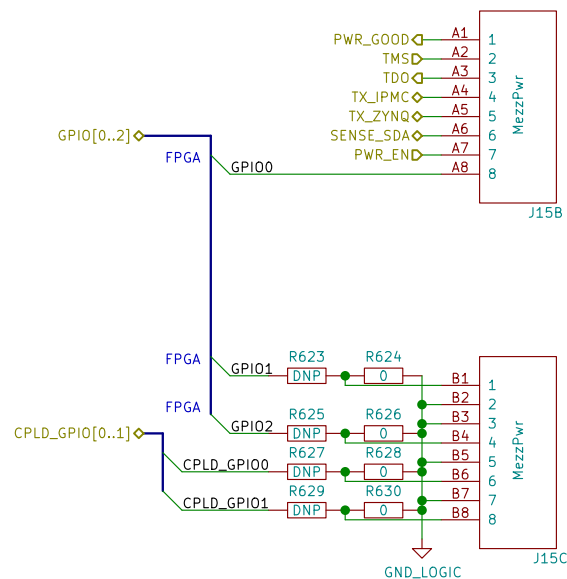 PWR_GOOD A1 1
TMS A2 2
TDO A3 3
TX_IPMC A4 4
TX_ZYNQ A5 5
SENSE_SDA A6 6
PWR_EN A7 7
A8 8
MezzPwr
J15B
GPIO[0..2]
FPGA
GPIO0
FPGA
GPIO1
R623
DNP
R624
0
FPGA
GPIO2
R625
DNP
R626
0
CPLD_GPIO[0..1]
CPLD_GPIO0
R627
DNP
R628
0
CPLD_GPIO1
R629
DNP
R630
0
B1 1
B2 2
B3 3
B4 4
B5 5
B6 6
B7 7
B8 8
MezzPwr
J15C
GND_LOGIC